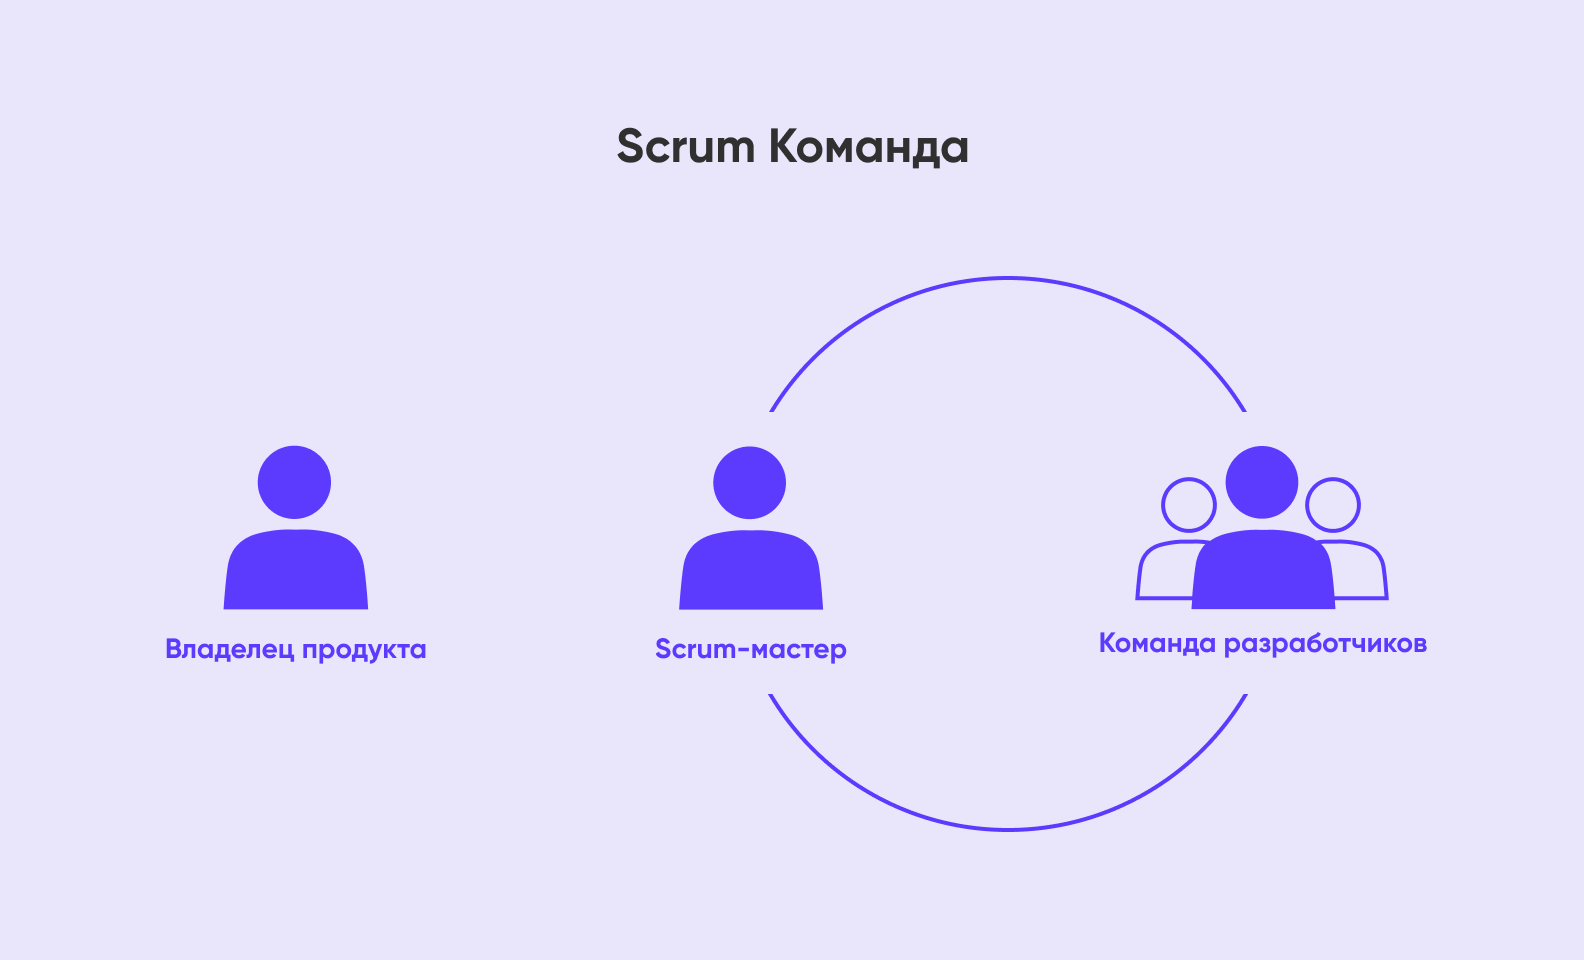 Scrum Команда
Владелец продукта
Scrum-мастер
Команда разработчиков